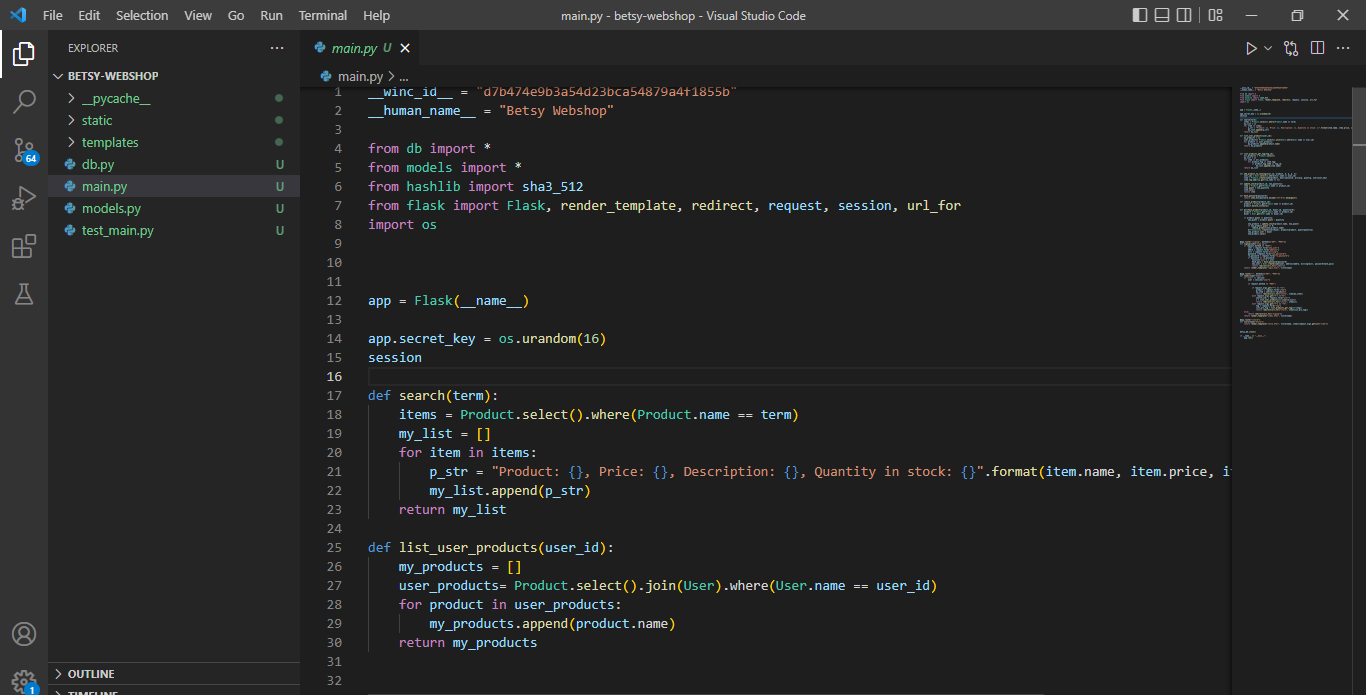 File Edit Selection View Go Run Terminal Help
main.py - betsy-webshop - Visual Studio Code
EXPLORER
BETSY-WEBSHOP
__pycache__
static
templates
db.py U
main.py U
models.py U
test_main.py U
OUTLINE
TIMELINE
64
1
main.py U
main.py > ...
1 __winc_id__ = "d7b474e9b3a54d23bca54879a4f1855b"
2 __human_name__ = "Betsy Webshop"
3
4 from db import *
5 from models import *
6 from hashlib import sha3_512
7 from flask import Flask, render_template, redirect, request, session, url_for
8 import os
9
10
11
12 app = Flask(__name__)
13
14 app.secret_key = os.urandom(16)
15 session
16
17 def search(term):
18 items = Product.select().where(Product.name == term)
19 my_list = []
20 for item in items:
21 p_str = "Product: {}, Price: {}, Description: {}, Quantity in stock: {}".format(item.name, item.price, i
22 my_list.append(p_str)
23 return my_list
24
25 def list_user_products(user_id):
26 my_products = []
27 user_products= Product.select().join(User).where(User.name == user_id)
28 for product in user_products:
29 my_products.append(product.name)
30 return my_products
31
32